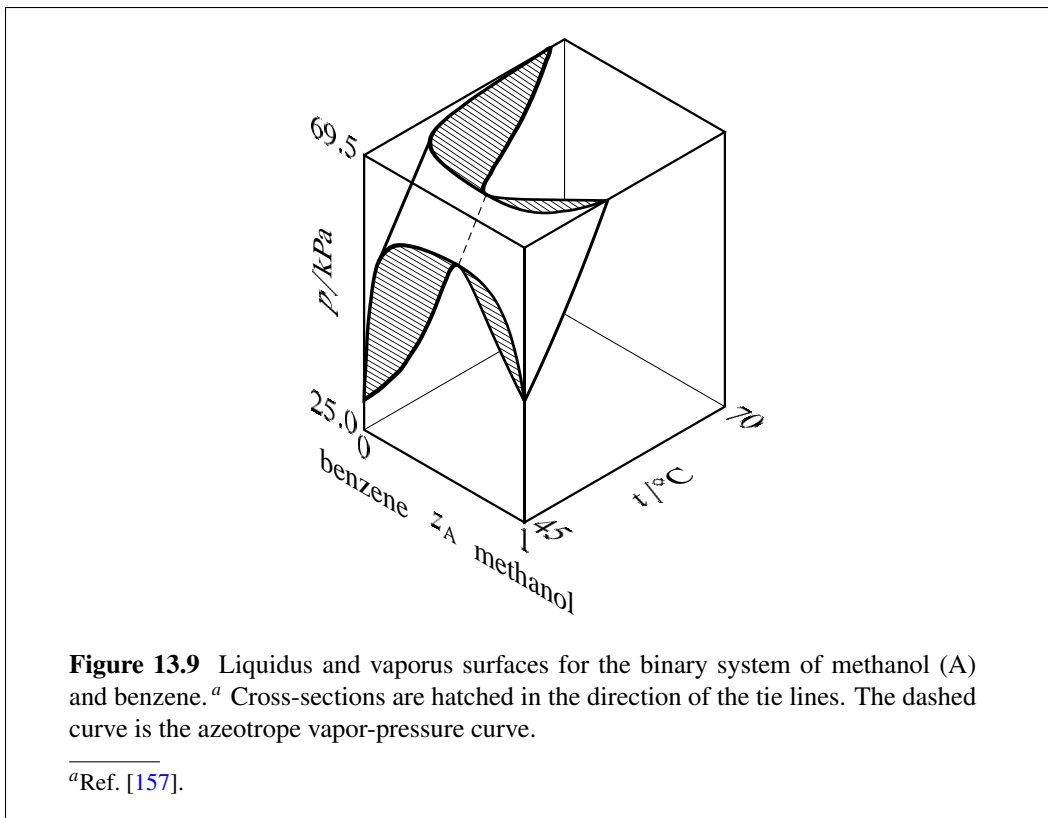 69.5
p/kPa
25.0
0
benzene zA methanol
1
45
t/°C
70
Figure 13.9 Liquidus and vaporus surfaces for the binary system of methanol (A)
and benzene. a Cross-sections are hatched in the direction of the tie lines. The dashed
curve is the azeotrope vapor-pressure curve.
aRef. [157].